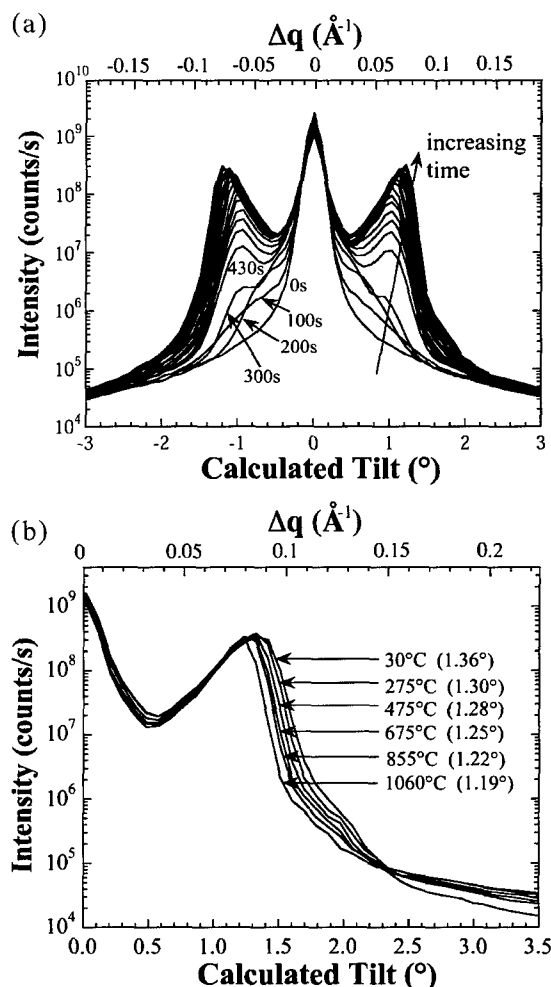 (a)
Δq (Å⁻¹)
-0.15 -0.10 -0.05 0 0.05 0.10 0.15
Intensity (counts/s)
10¹⁰
10⁹
10⁸
10⁷
10⁶
10⁵
10⁴
increasing
time
430s
0s
100s
200s
300s
-3 -2 -1 0 1 2 3
Calculated Tilt (°)
(b)
Δq (Å⁻¹)
0 0.05 0.10 0.15 0.2
Intensity (counts/s)
10⁹
10⁸
10⁷
10⁶
10⁵
10⁴
30°C (1.36°)
275°C (1.30°)
475°C (1.28°)
675°C (1.25°)
855°C (1.22°)
1060°C (1.19°)
0.0 0.5 1.0 1.5 2.0 2.5 3.0 3.5
Calculated Tilt (°)